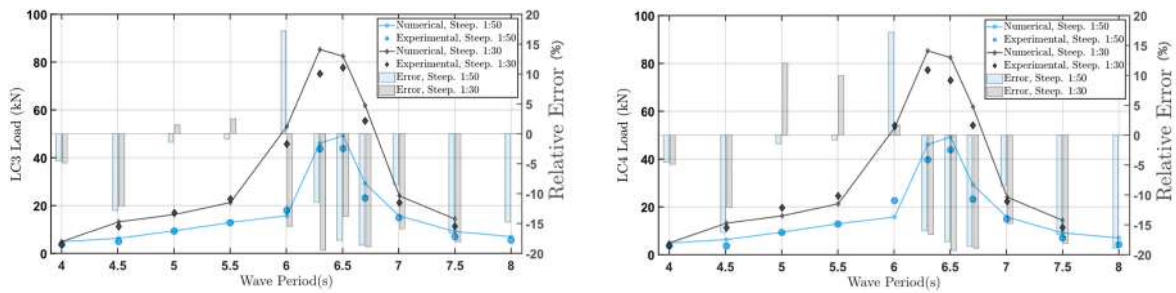 LC3 Load (kN)
100
80
60
40
20
0
4
4.5
5
5.5
6
6.5
7
7.5
8
Wave Period(s)
20
15
10
5
0
-5
-10
-15
-20
Relative Error (%)
Numerical, Steep. 1:50
Experimental, Steep. 1:50
Numerical, Steep. 1:30
Experimental, Steep. 1:30
Error, Steep. 1:50
Error, Steep. 1:30
LC4 Load (kN)
100
80
60
40
20
0
4
4.5
5
5.5
6
6.5
7
7.5
8
Wave Period(s)
20
15
10
5
0
-5
-10
-15
-20
Relative Error (%)
Numerical, Steep. 1:50
Experimental, Steep. 1:50
Numerical, Steep. 1:30
Experimental, Steep. 1:30
Error, Steep. 1:50
Error, Steep. 1:30